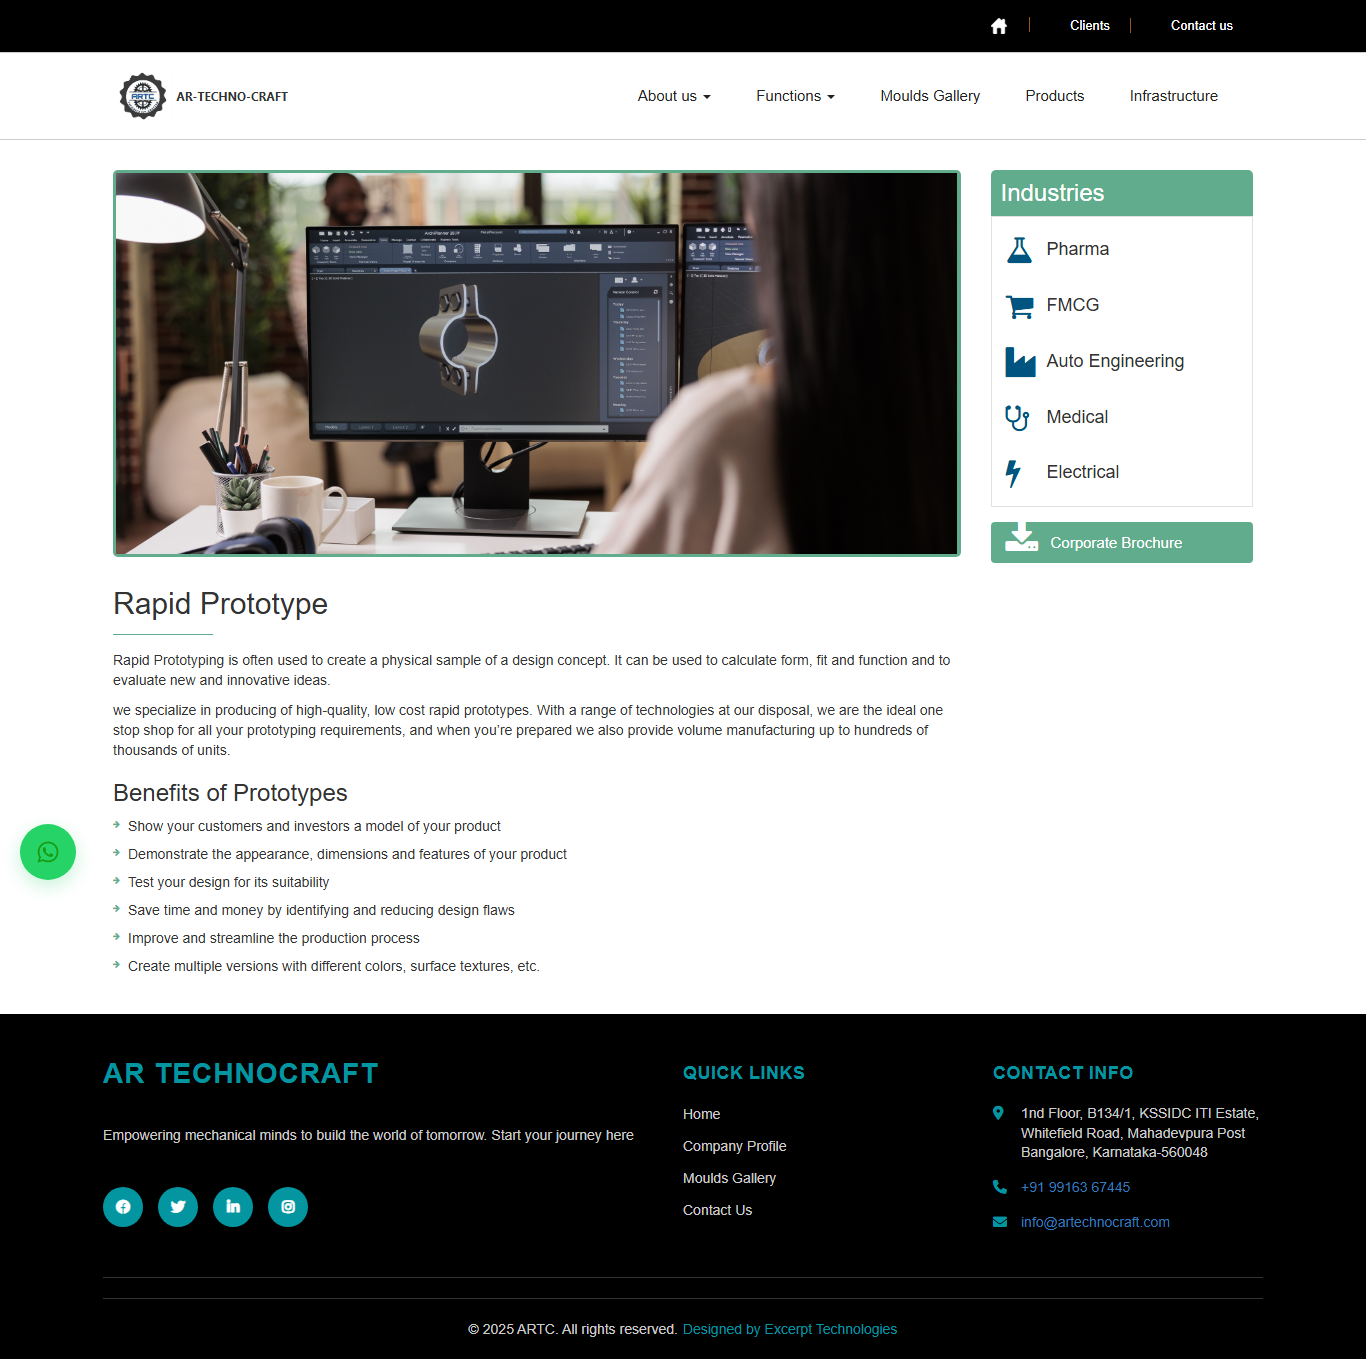 Clients
Contact us
ARTC
AR-TECHNO-CRAFT
About us
Functions
Moulds Gallery
Products
Infrastructure
Industries
Pharma
FMCG
Auto Engineering
Medical
Electrical
Corporate Brochure
Rapid Prototype
Rapid Prototyping is often used to create a physical sample of a design concept. It can be used to calculate form, fit and function and to
evaluate new and innovative ideas.
we specialize in producing of high-quality, low cost rapid prototypes. With a range of technologies at our disposal, we are the ideal one
stop shop for all your prototyping requirements, and when you’re prepared we also provide volume manufacturing up to hundreds of
thousands of units.
Benefits of Prototypes
Show your customers and investors a model of your product
Demonstrate the appearance, dimensions and features of your product
Test your design for its suitability
Save time and money by identifying and reducing design flaws
Improve and streamline the production process
Create multiple versions with different colors, surface textures, etc.
AR TECHNOCRAFT
Empowering mechanical minds to build the world of tomorrow. Start your journey here
QUICK LINKS
Home
Company Profile
Moulds Gallery
Contact Us
CONTACT INFO
1nd Floor, B134/1, KSSIDC ITI Estate,
Whitefield Road, Mahadevpura Post
Bangalore, Karnataka-560048
+91 99163 67445
info@artechnocraft.com
© 2025 ARTC. All rights reserved. Designed by Excerpt Technologies